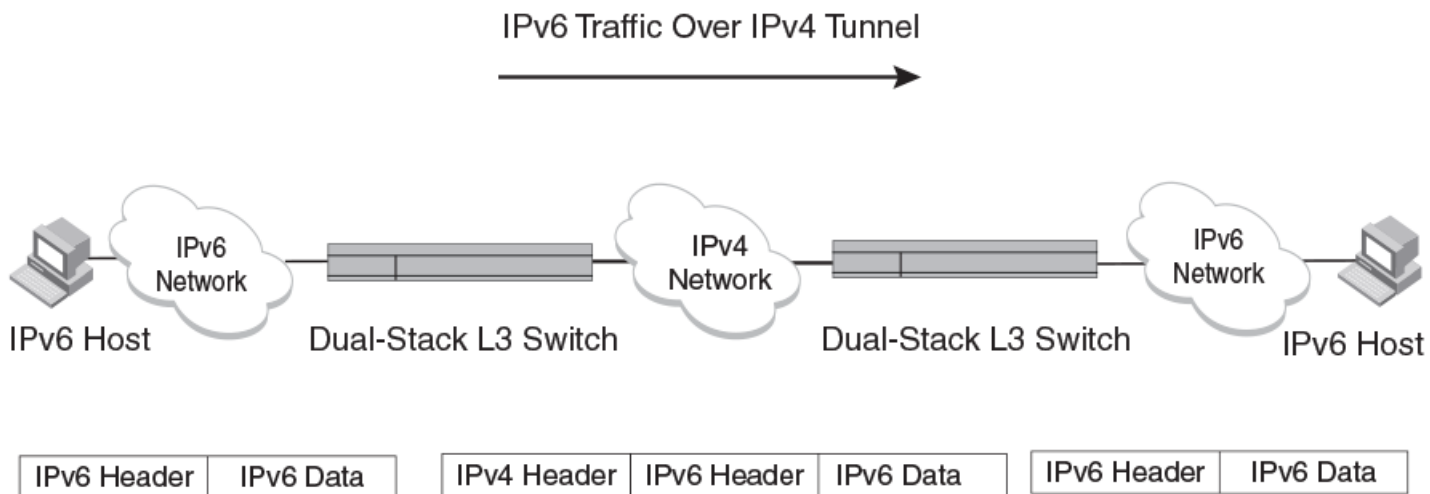 IPv6 Traffic Over IPv4 Tunnel
IPv6
Network
IPv4
Network
IPv6
Network
IPv6 Host
Dual-Stack L3 Switch
Dual-Stack L3 Switch
IPv6 Host
IPv6 Header
IPv6 Data
IPv4 Header
IPv6 Header
IPv6 Data
IPv6 Header
IPv6 Data